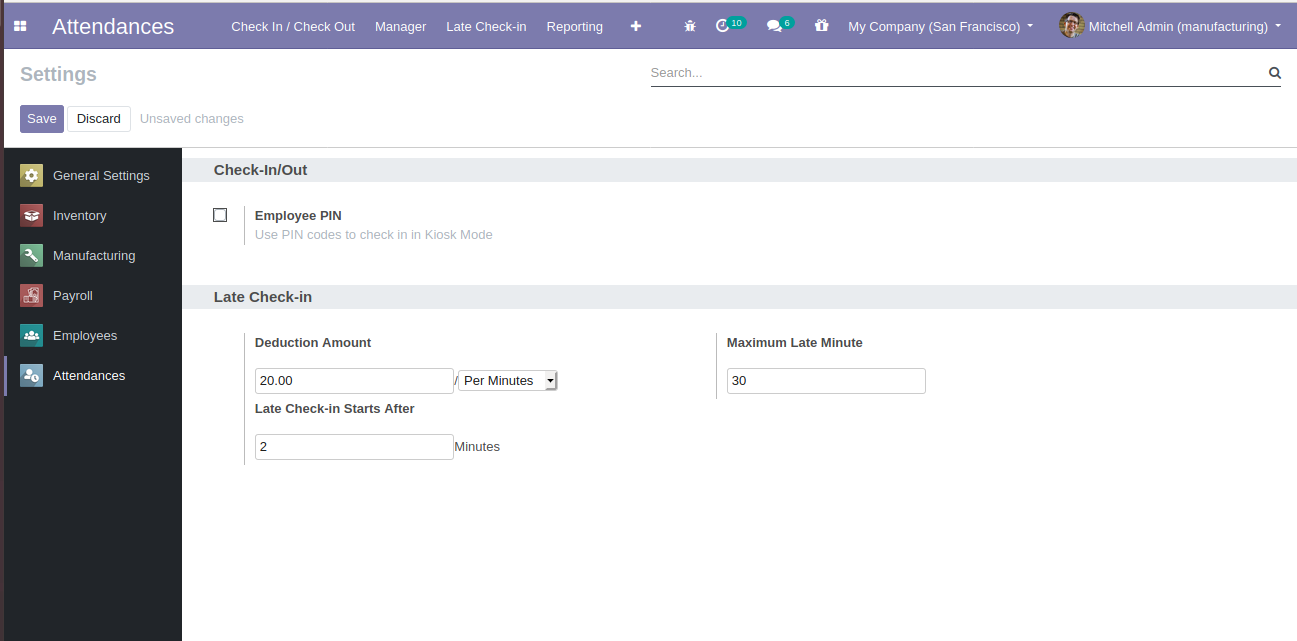 Attendances Check In / Check Out Manager Late Check-in Reporting 10 6 My Company (San Francisco) Mitchell Admin (manufacturing)
Settings Search...
Save Discard Unsaved changes
General Settings
Inventory
Manufacturing
Payroll
Employees
Attendances
Check-In/Out
Employee PIN
Use PIN codes to check in in Kiosk Mode
Late Check-in
Deduction Amount Maximum Late Minute
20.00 / Per Minutes 30
Late Check-in Starts After
2 Minutes